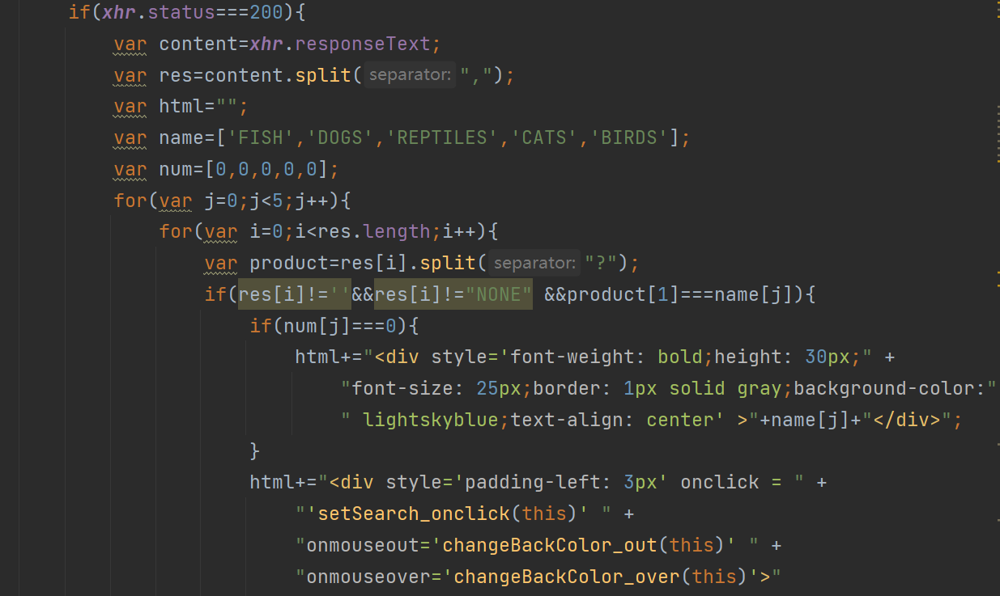 if(xhr.status===200){
var content=xhr.responseText;
var res=content.split( separator: ",");
var html="";
var name=['FISH','DOGS','REPTILES','CATS','BIRDS'];
var num=[0,0,0,0,0];
for(var j=0;j<5;j++){
for(var i=0;i<res.length;i++){
var product=res[i].split( separator: "?");
if(res[i]!=''&&res[i]!="NONE" &&product[1]===name[j]){
if(num[j]===0){
html+="<div style='font-weight: bold;height: 30px;" +
"font-size: 25px;border: 1px solid gray;background-color:"
" lightskyblue;text-align: center' >"+name[j]+"</div>";
}
html+="<div style='padding-left: 3px' onclick = " +
"'setSearch_onclick(this)' " +
"onmouseout='changeBackColor_out(this)' " +
"onmouseover='changeBackColor_over(this)'>"